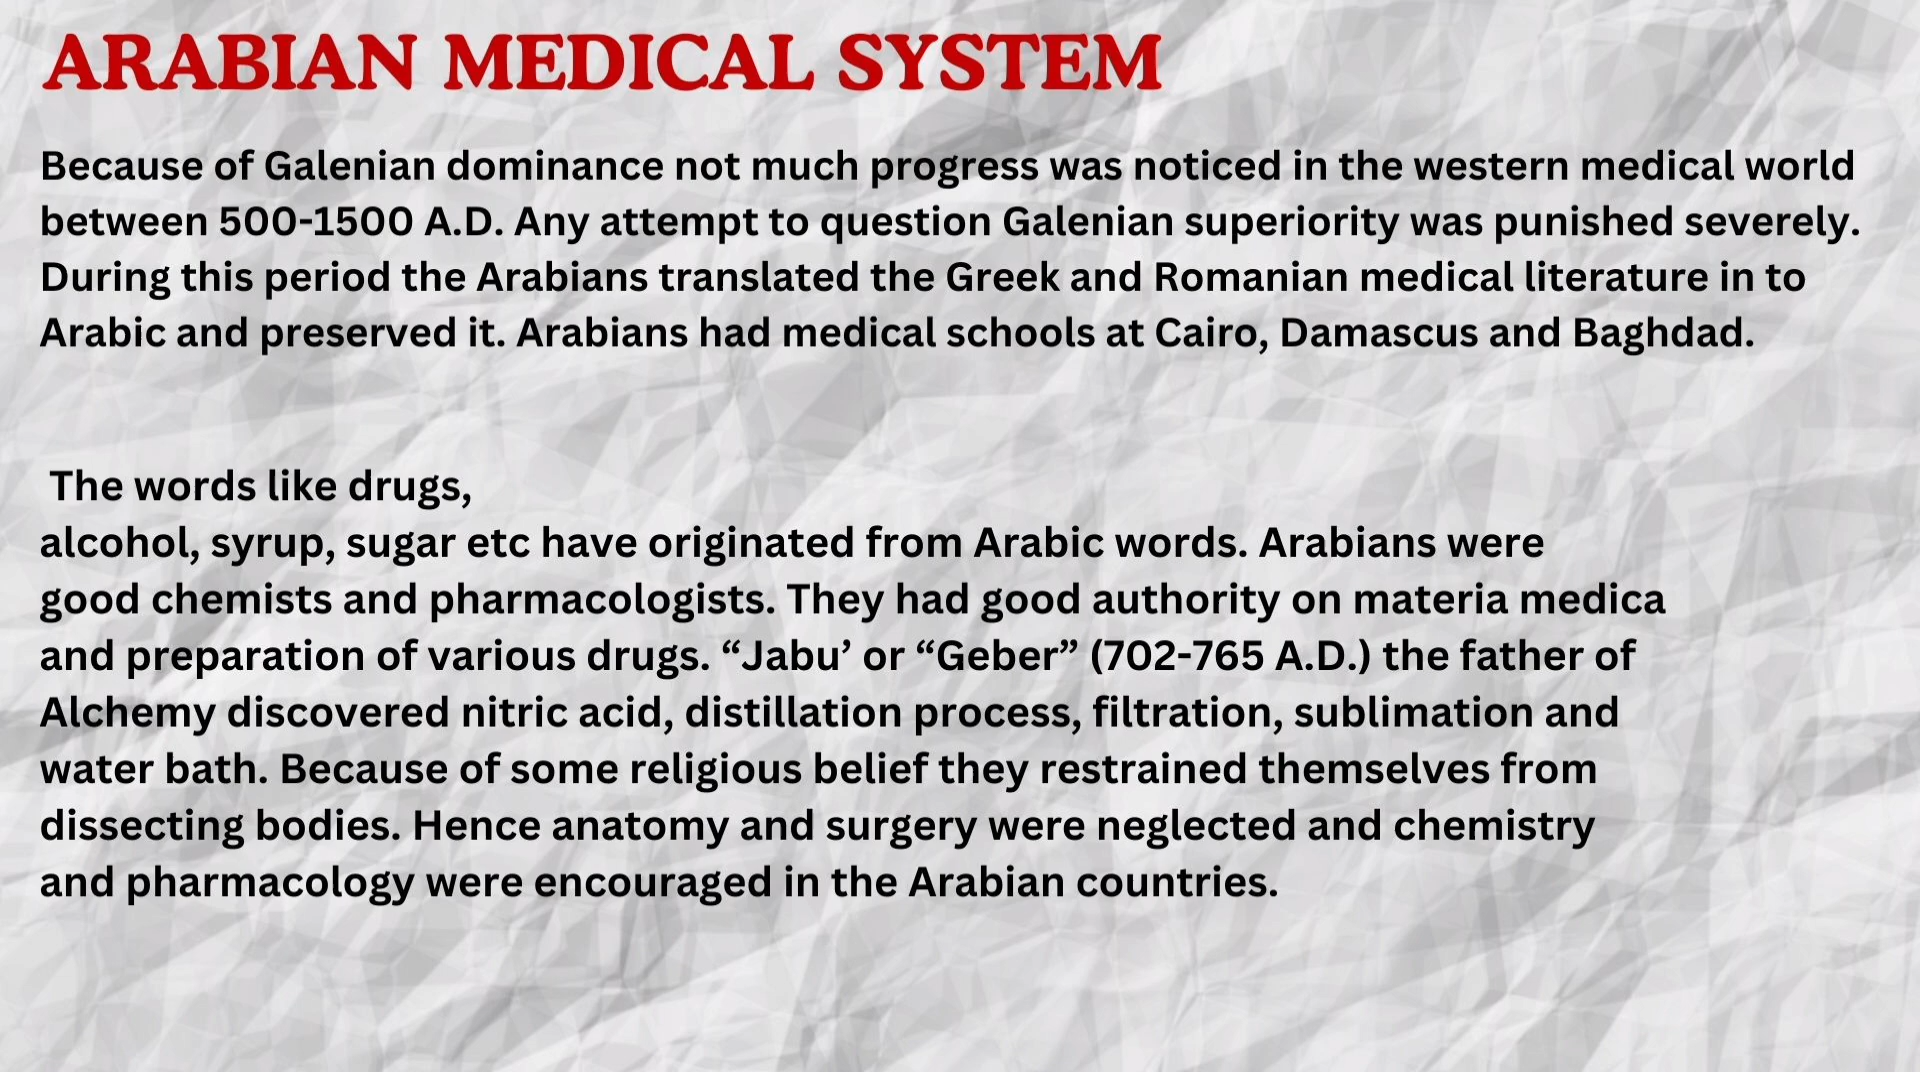 ARABIAN MEDICAL SYSTEM
Because of Galenian dominance not much progress was noticed in the western medical world
between 500-1500 A.D. Any attempt to question Galenian superiority was punished severely.
During this period the Arabians translated the Greek and Romanian medical literature in to
Arabic and preserved it. Arabians had medical schools at Cairo, Damascus and Baghdad.
The words like drugs,
alcohol, syrup, sugar etc have originated from Arabic words. Arabians were
good chemists and pharmacologists. They had good authority on materia medica
and preparation of various drugs. “Jabu’ or “Geber” (702-765 A.D.) the father of
Alchemy discovered nitric acid, distillation process, filtration, sublimation and
water bath. Because of some religious belief they restrained themselves from
dissecting bodies. Hence anatomy and surgery were neglected and chemistry
and pharmacology were encouraged in the Arabian countries.